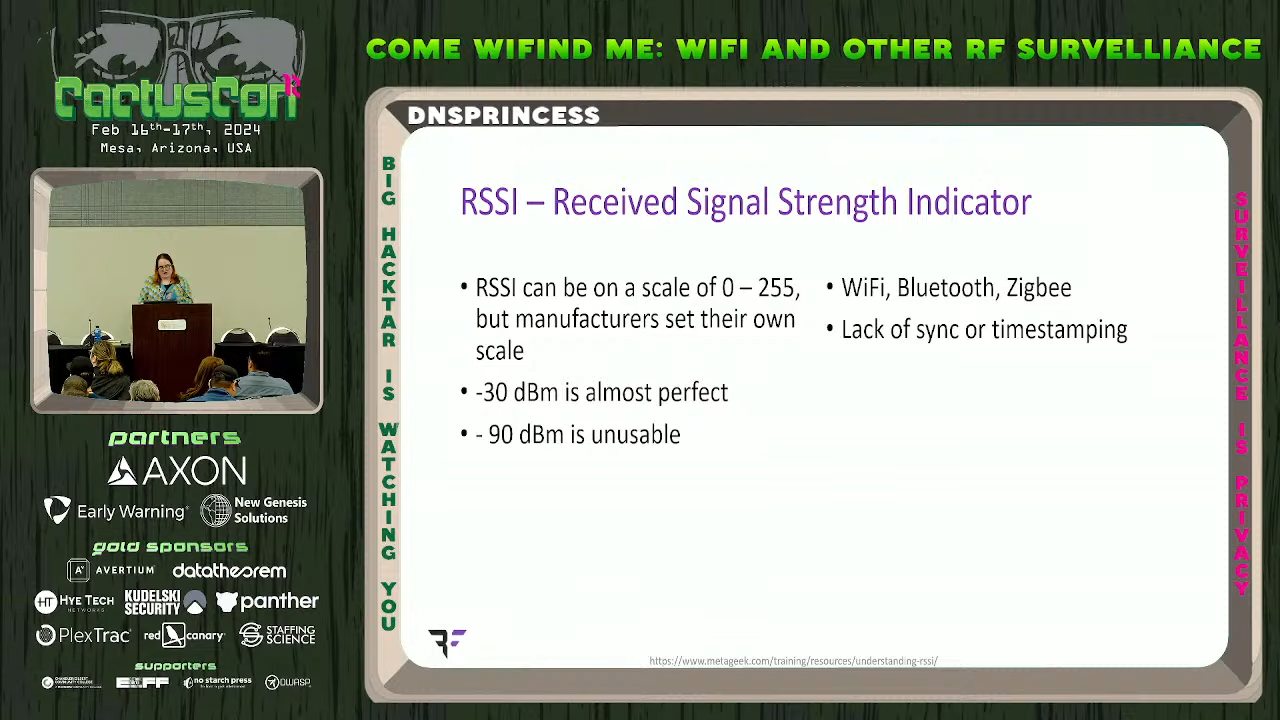 COME WIFIND ME: WIFI AND OTHER RF SURVELLIANCE
CactusCon
Feb 16th-17th, 2024
Mesa, Arizona, USA
DNSPRINCESS
BIG HACKTAR IS WATCHING YOU
RSSI – Received Signal Strength Indicator
• RSSI can be on a scale of 0 – 255,
but manufacturers set their own
scale
• -30 dBm is almost perfect
• - 90 dBm is unusable
• WiFi, Bluetooth, Zigbee
• Lack of sync or timestamping
https://www.metageek.com/training/resources/understanding-rssi/
SURVEILLANCE IS PRIVACY
partners
AXON
Early Warning
New Genesis
Solutions
gold sponsors
AVERTIUM
datatheorem
HT
HYE TECH
NETWORKS
KUDELSKI
SECURITY
panther
PlexTrac
red canary
STAFFING
SCIENCE
supporters
EFF
no starch press
OWASP